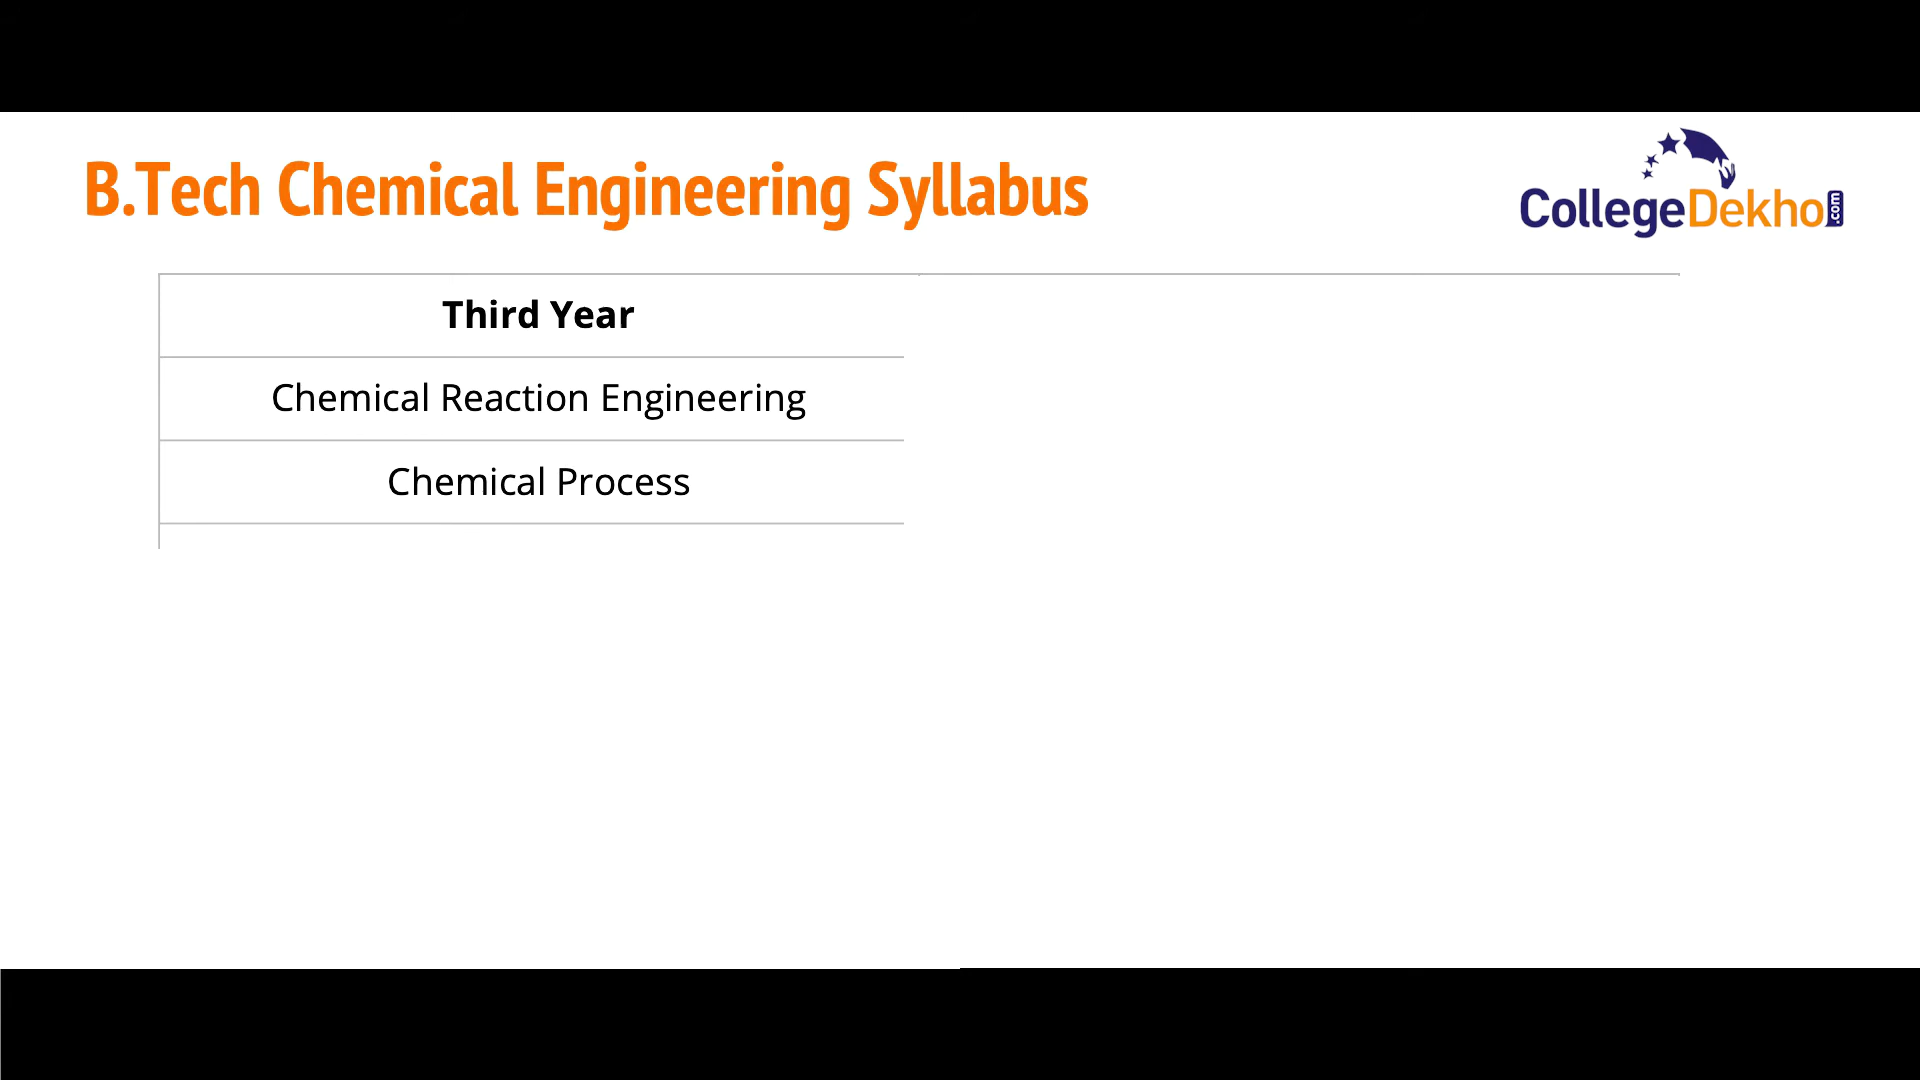 B.Tech Chemical Engineering Syllabus
CollegeDekho.com
Third Year
Chemical Reaction Engineering
Chemical Process